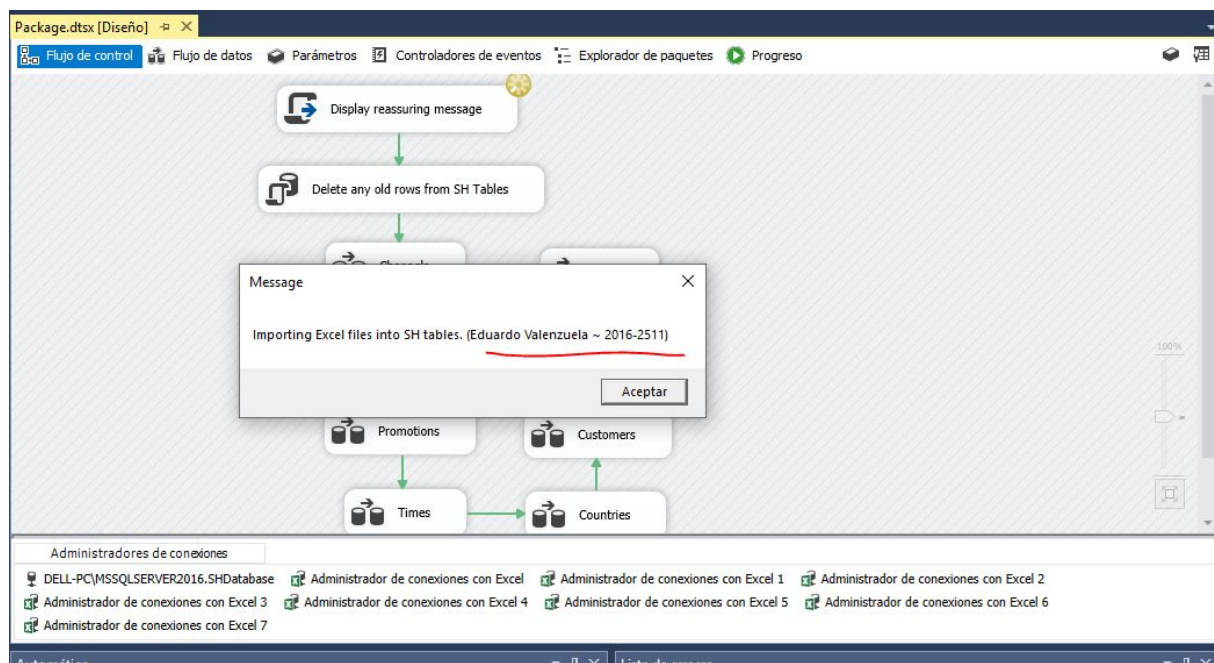 Package.dtsx [Diseño]
Flujo de control Flujo de datos Parámetros Controladores de eventos Explorador de paquetes Progreso
Display reassuring message
Delete any old rows from SH Tables
Message
Importing Excel files into SH tables. (Eduardo Valenzuela ~ 2016-2511)
100%
Aceptar
Promotions Customers
Times Countries
Administradores de conexiones
DELL-PC\MSSQLSERVER2016.SHDatabase Administrador de conexiones con Excel Administrador de conexiones con Excel 1 Administrador de conexiones con Excel 2
Administrador de conexiones con Excel 3 Administrador de conexiones con Excel 4 Administrador de conexiones con Excel 5 Administrador de conexiones con Excel 6
Administrador de conexiones con Excel 7